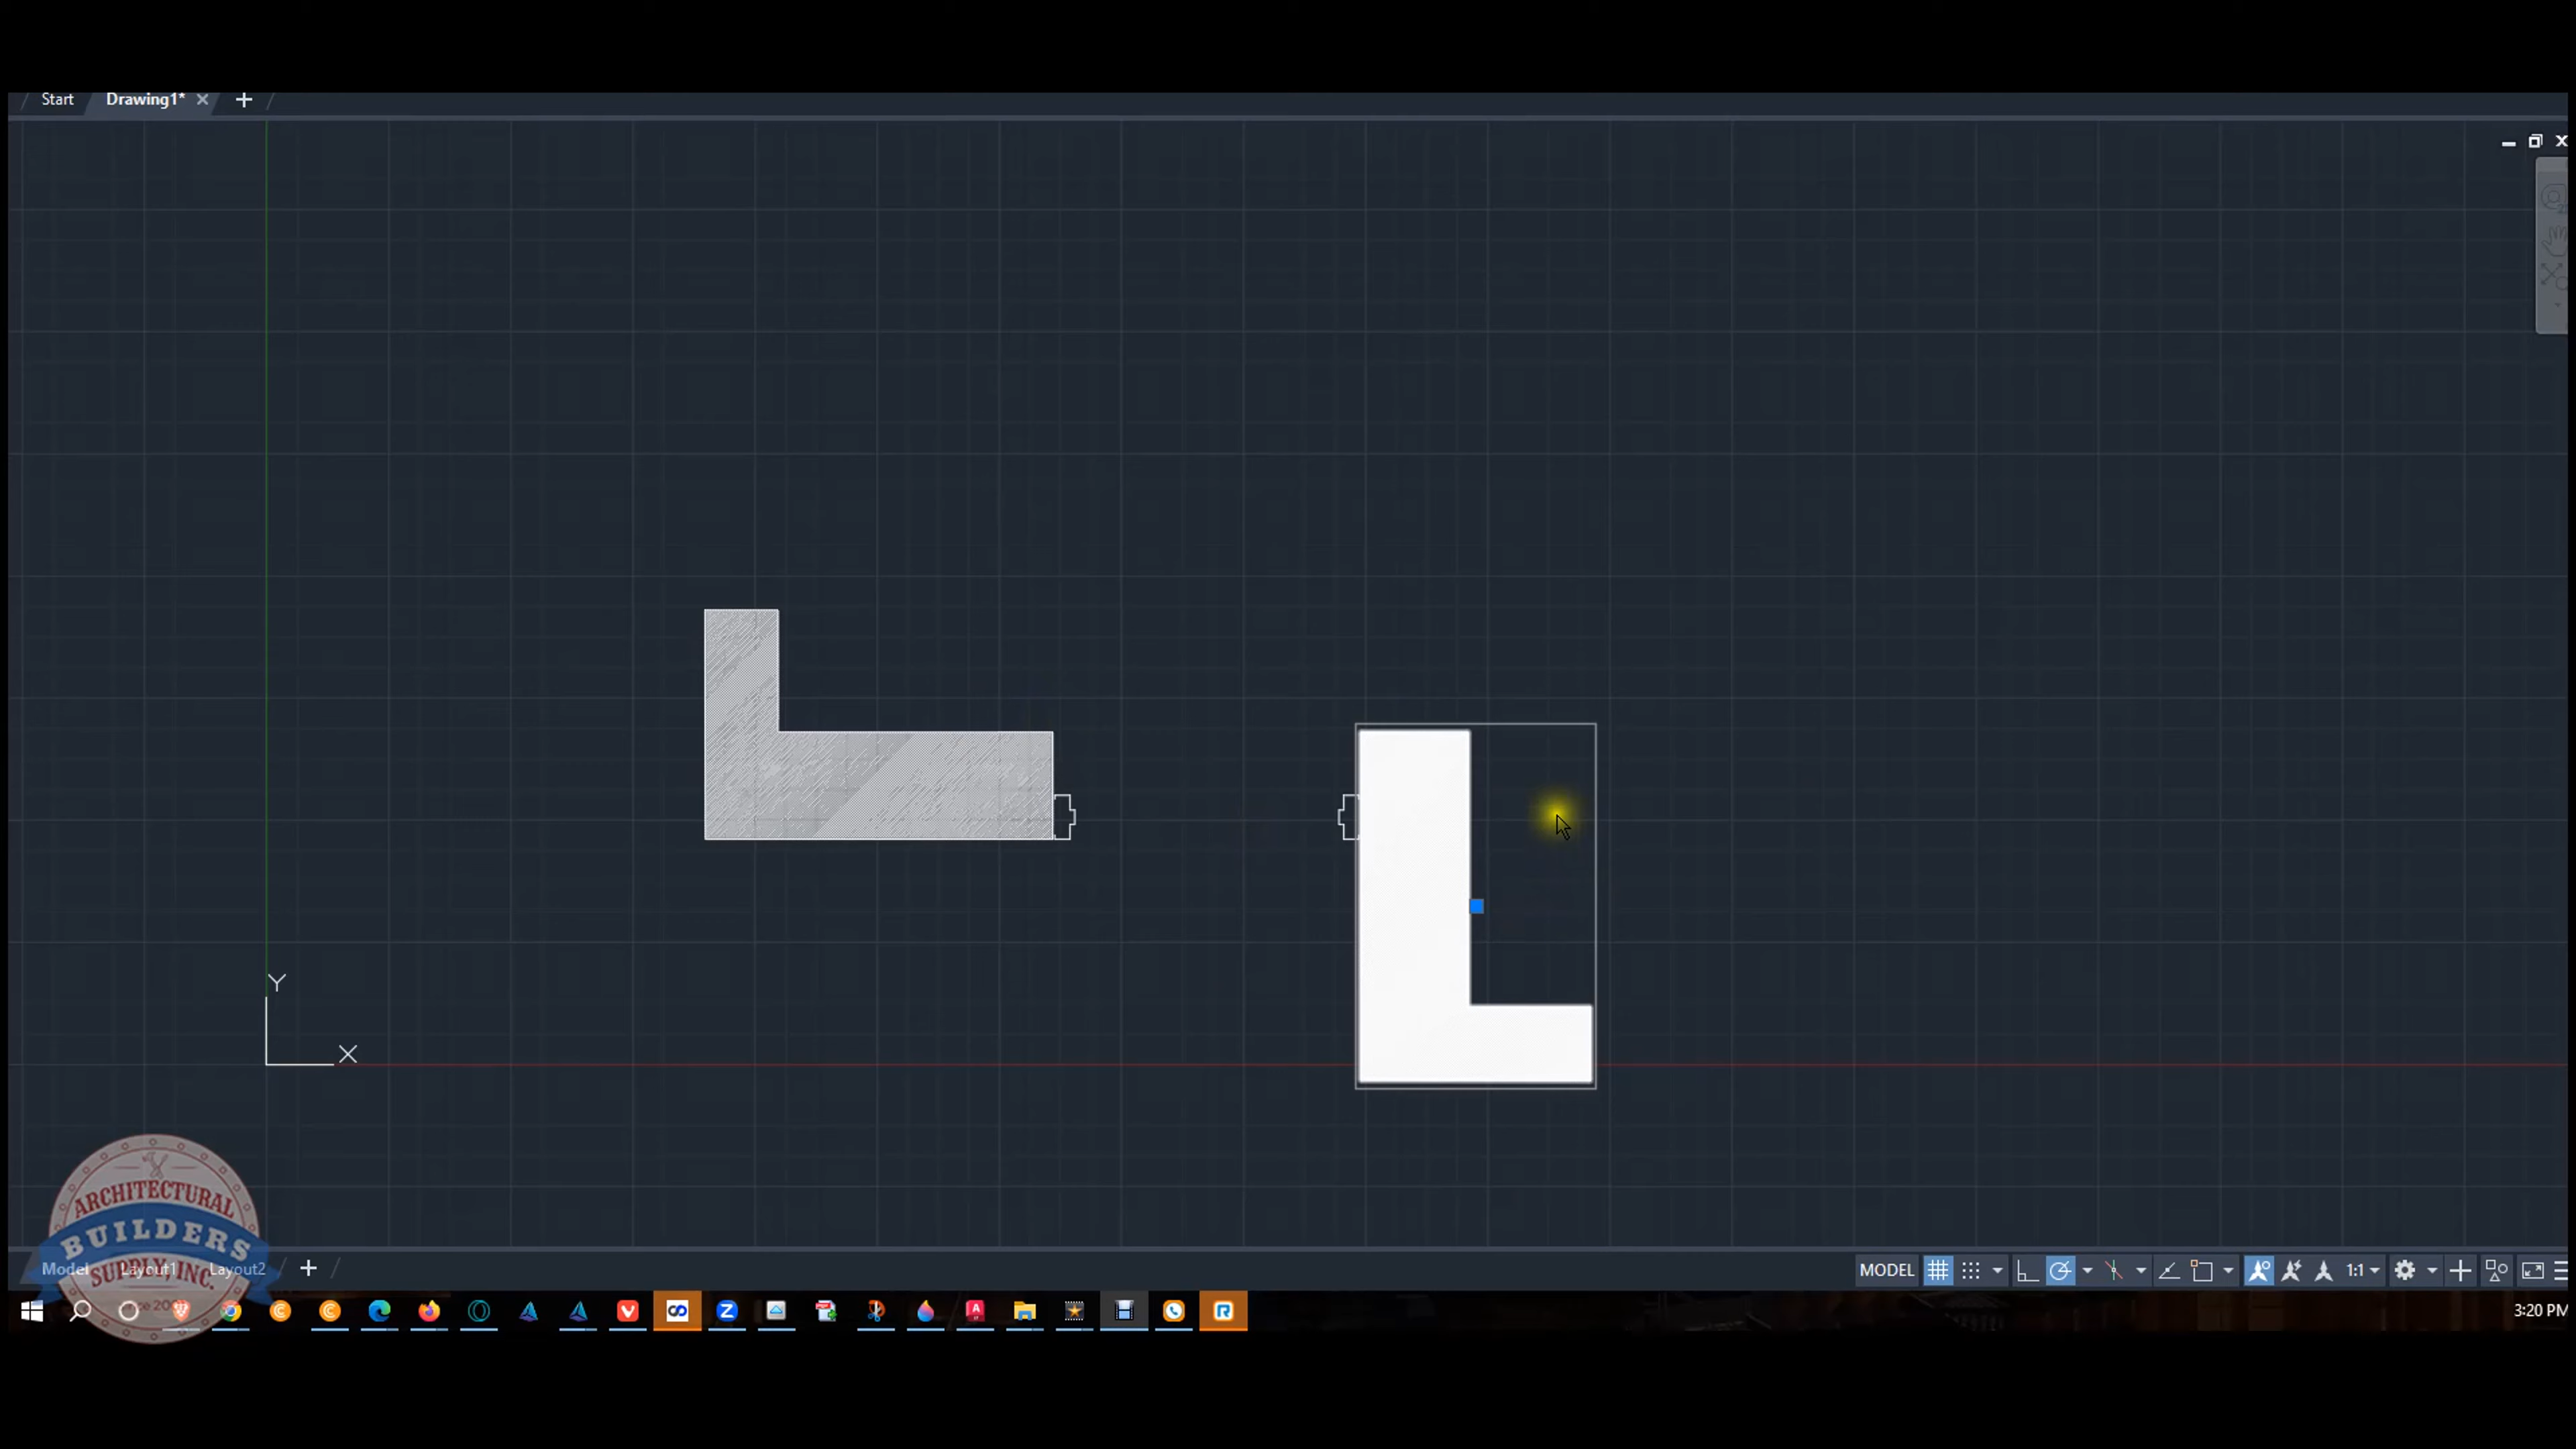 Start
Drawing1*
Y
X
ARCHITECTURAL
BUILDERS
SUPPLY, INC.
Model
Layout1
Layout2
MODEL
1:1
3:20 PM